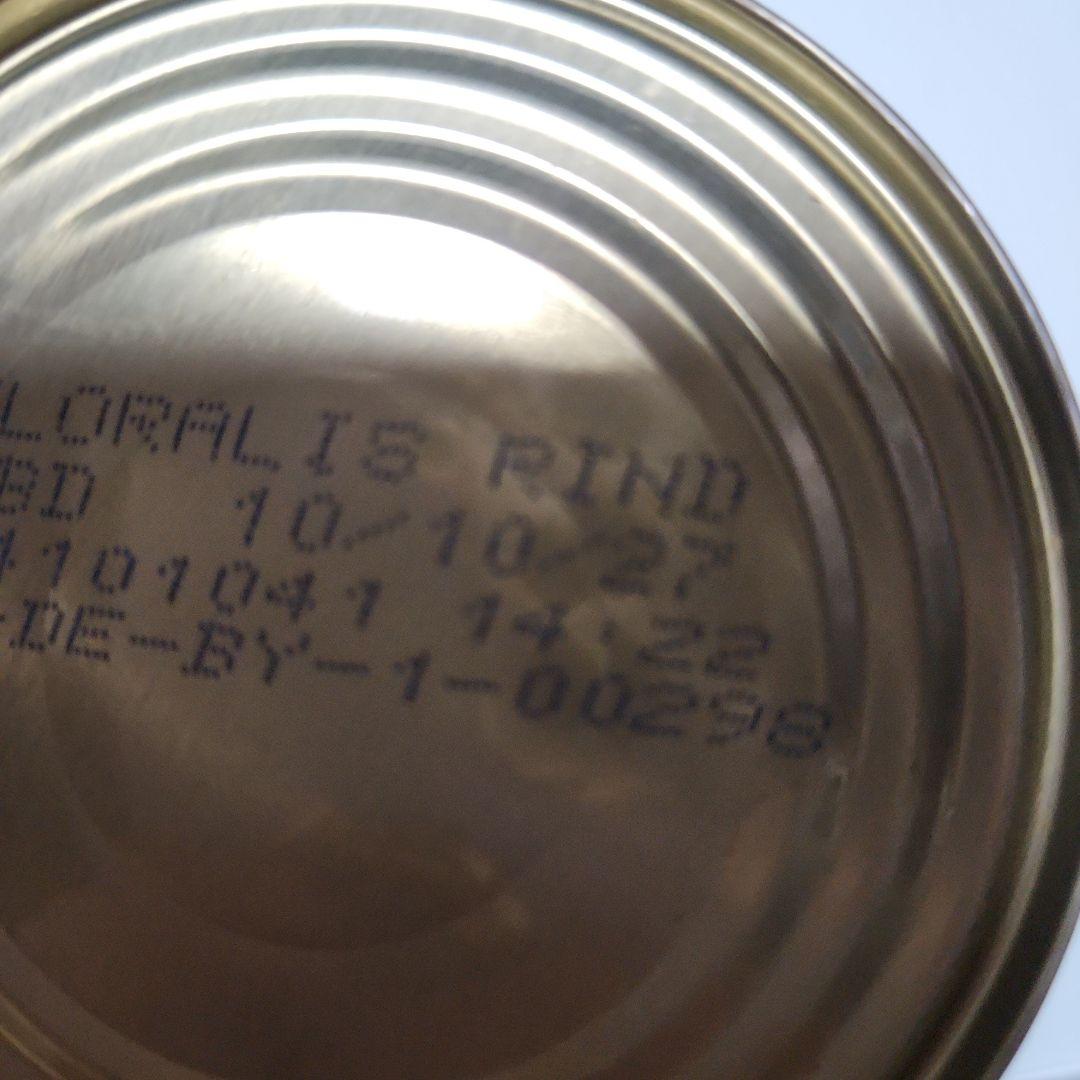 LORALIS RIND
BD 10/10/27
4101041 14:22
-DE-BY-1-00298